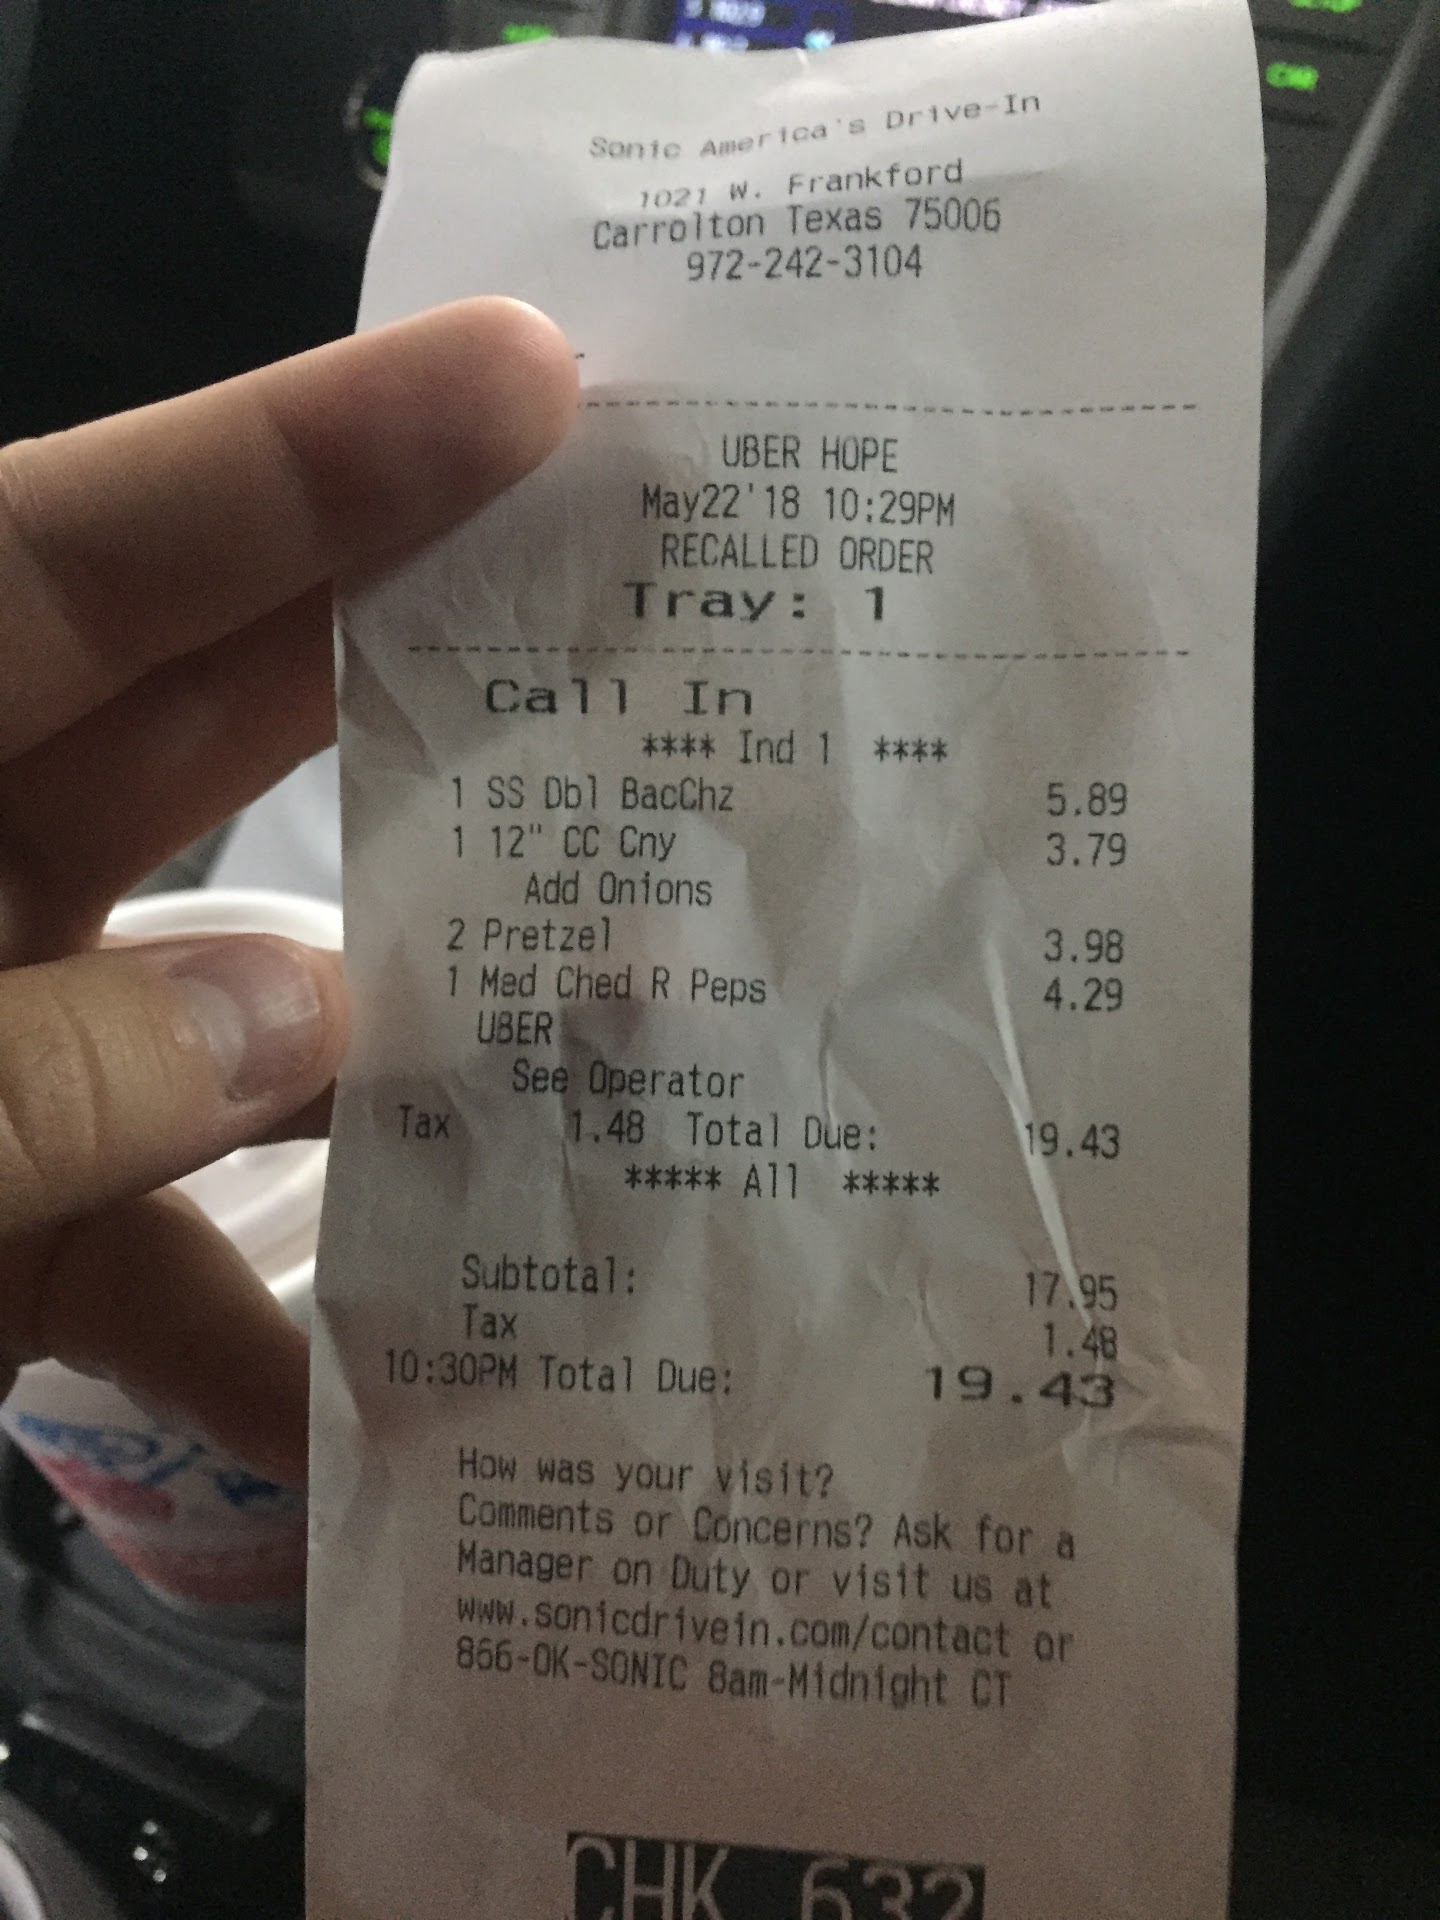 Sonic America's Drive-In
1021 W. Frankford
Carrolton Texas 75006
972-242-3104
UBER HOPE
May22'18 10:29PM
RECALLED ORDER
Tray: 1
Call In
**** Ind 1 ****
1 SS Dbl BacChz 5.89
1 12" CC Cny 3.79
Add Onions
2 Pretzel 3.98
1 Med Ched R Peps 4.29
UBER
See Operator
Tax 1.48 Total Due: 19.43
***** All *****
Subtotal: 17.95
Tax 1.48
10:30PM Total Due: 19.43
How was your visit?
Comments or Concerns? Ask for a
Manager on Duty or visit us at
www.sonicdrivein.com/contact or
866-OK-SONIC 8am-Midnight CT
CHK 632
CAR